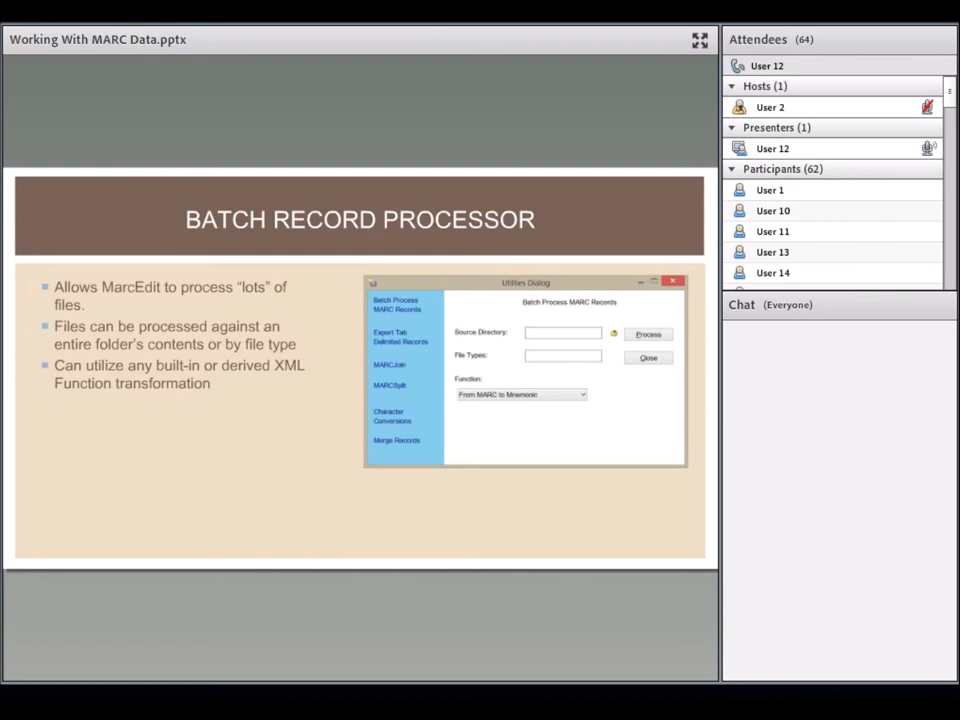 Working With MARC Data.pptx
BATCH RECORD PROCESSOR
Allows MarcEdit to process “lots” of
files.
Files can be processed against an
entire folder’s contents or by file type
Can utilize any built-in or derived XML
Function transformation
Utilities Dialog
Batch Process
MARC Records
Export Tab
Delimited Records
MARCJoin
MARCSplit
Character
Conversions
Merge Records
Batch Process MARC Records
Source Directory:
Process
File Types:
Close
Function:
From MARC to Mnemonic
Attendees (64)
User 12
Hosts (1)
User 2
Presenters (1)
User 12
Participants (62)
User 1
User 10
User 11
User 13
User 14
Chat (Everyone)